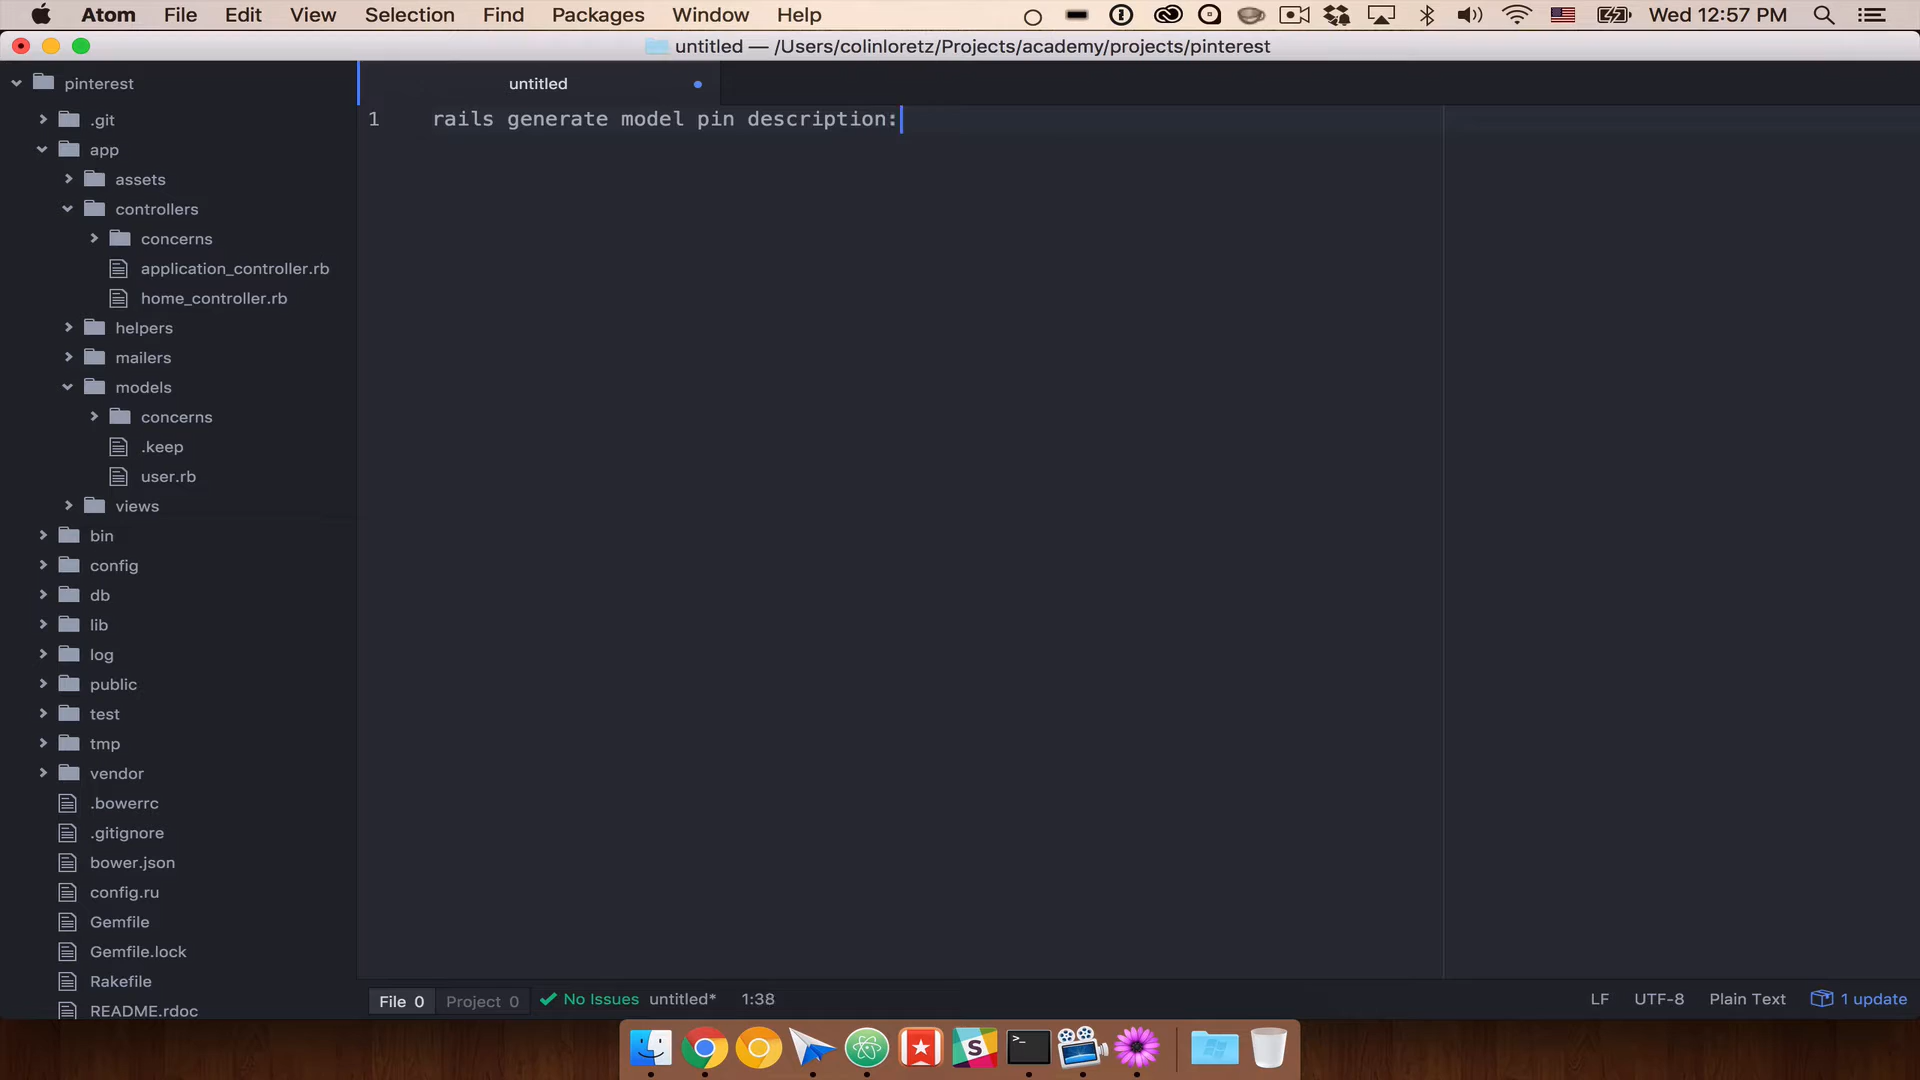 Atom File Edit View Selection Find Packages Window Help Wed 12:57 PM
untitled — /Users/colinloretz/Projects/academy/projects/pinterest
pinterest
untitled
1 rails generate model pin description:
.git
app
assets
controllers
concerns
application_controller.rb
home_controller.rb
helpers
mailers
models
concerns
.keep
user.rb
views
bin
config
db
lib
log
public
test
tmp
vendor
.bowerrc
.gitignore
bower.json
config.ru
Gemfile
Gemfile.lock
Rakefile
README.rdoc
File 0 Project 0 No Issues untitled* 1:38 LF UTF-8 Plain Text 1 update